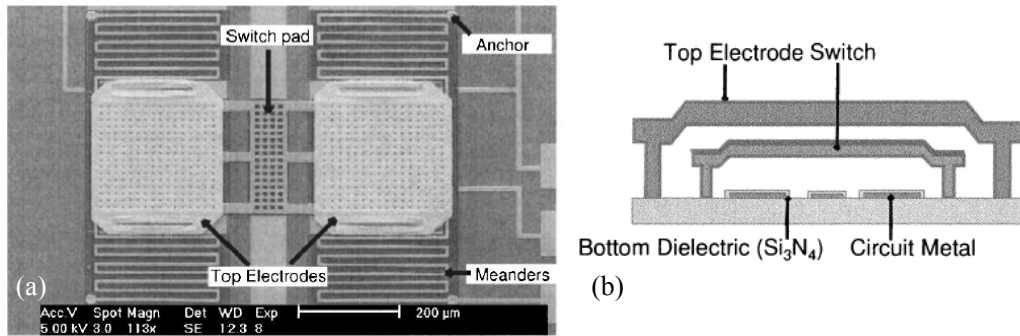 Switch pad
Anchor
Top Electrodes
Meanders
(a)
Acc.V Spot Magn Det WD Exp
5.00 kV 3.0 113x SE 12.3 8
200 μm
Top Electrode Switch
Bottom Dielectric (Si₃N₄)
Circuit Metal
(b)